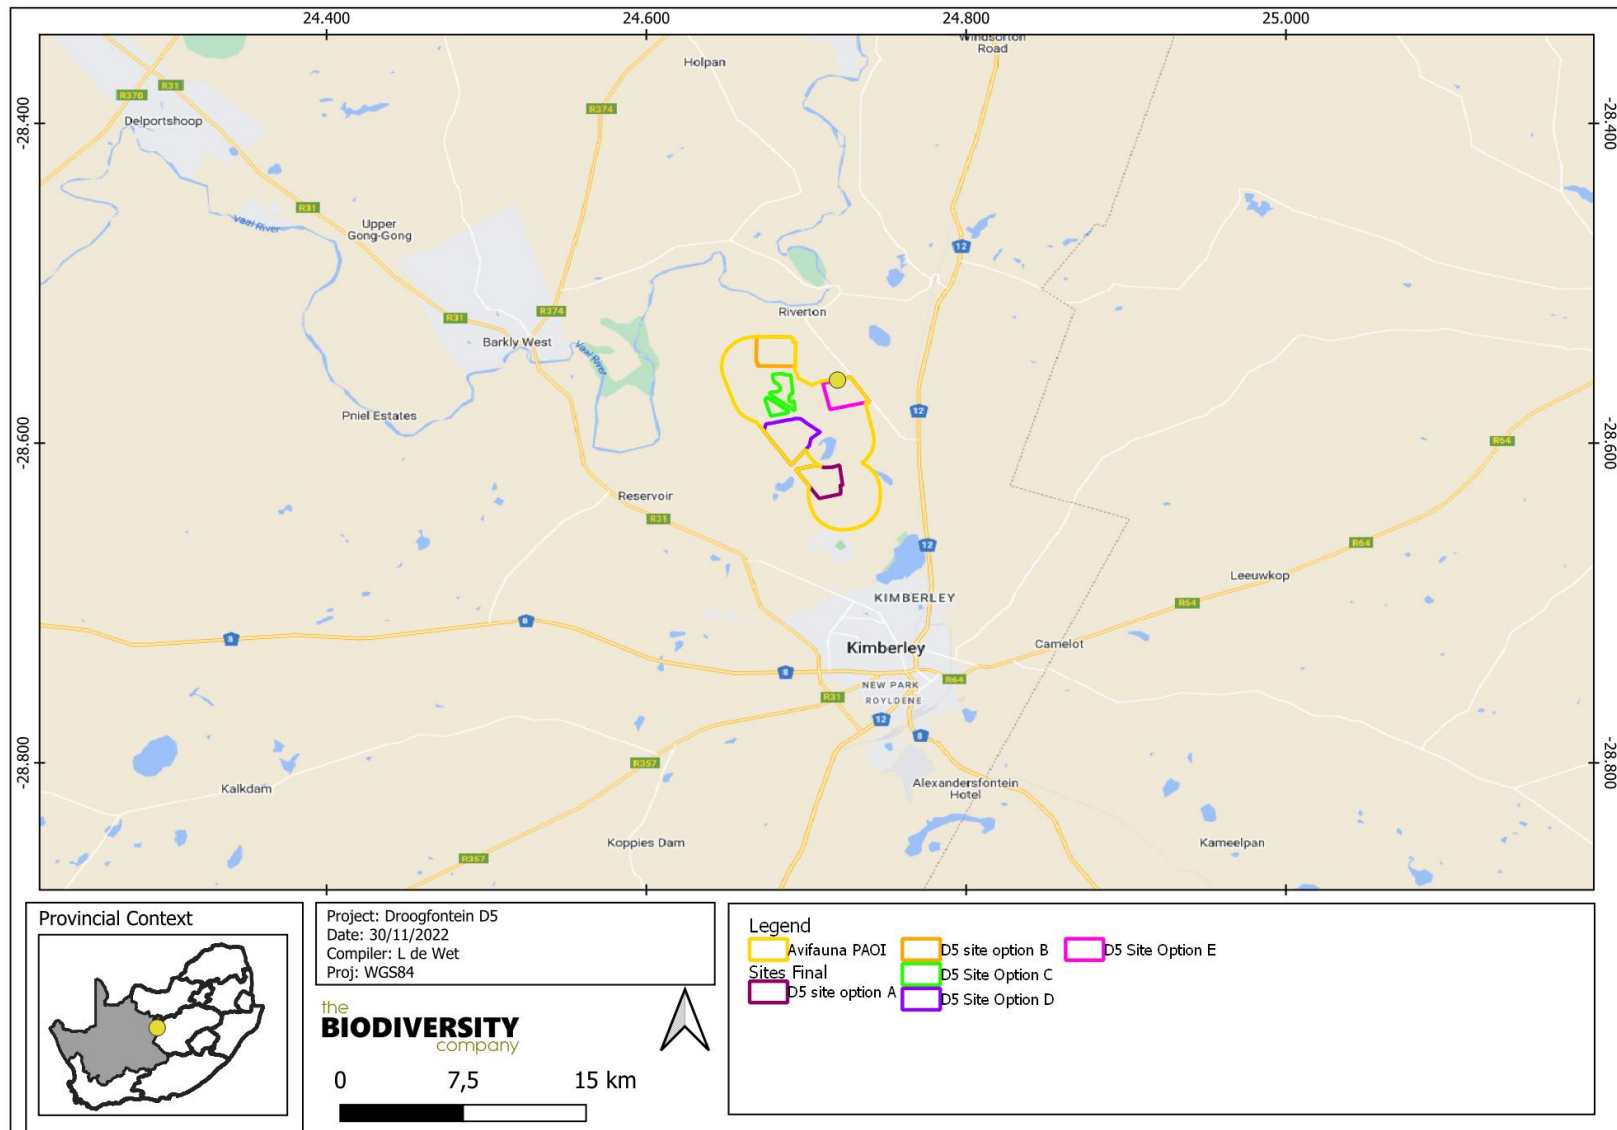 24.400
24.600
24.800
25.000
Windsorton
Road
Holpan
R31
R370
R374
-28.400
-28.400
Delportshoop
R31
Vaal River
Upper
Gong-Gong
12
R374
R31
Riverton
Barkly West
Vaal River
Pniel Estates
12
-28.600
-28.600
R64
Reservoir
R31
12
R64
Leeuwkop
KIMBERLEY
R64
8
8
Camelot
Kimberley
8
R64
NEW PARK
R31
ROYLDENE
12
8
R357
-28.800
-28.800
Kalkdam
Alexandersfontein
Hotel
Koppies Dam
Kameelpan
R357
Provincial Context
Project: Droogfontein D5
Date: 30/11/2022
Compiler: L de Wet
Proj: WGS84
the
BIODIVERSITY
company
0 7,5 15 km
Legend
Avifauna PAOI
Sites Final
D5 site option A
D5 site option B
D5 Site Option C
D5 Site Option D
D5 Site Option E